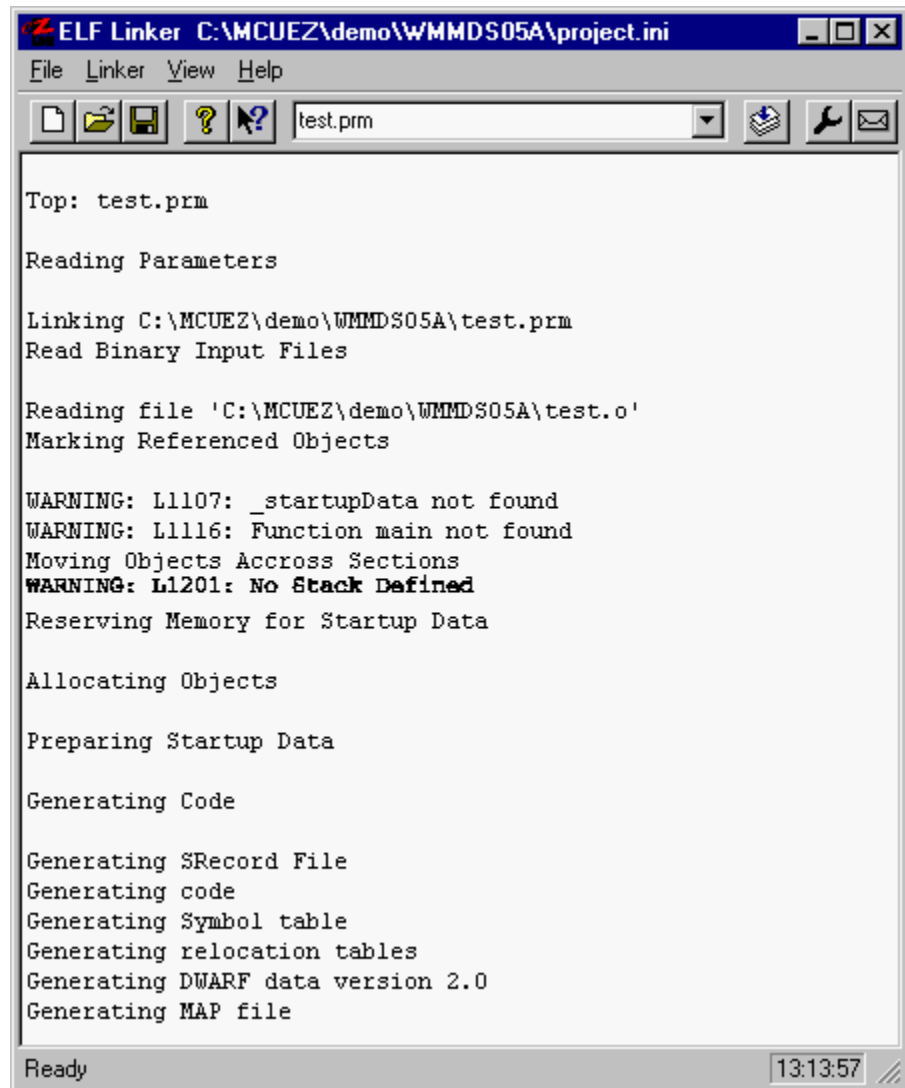 ELF Linker C:\MCUEZ\demo\WMMDS05A\project.ini
File Linker View Help
test.prm
Top: test.prm
Reading Parameters
Linking C:\MCUEZ\demo\WMMDS05A\test.prm
Read Binary Input Files
Reading file 'C:\MCUEZ\demo\WMMDS05A\test.o'
Marking Referenced Objects
WARNING: L1107: _startupData not found
WARNING: L1116: Function main not found
Moving Objects Accross Sections
WARNING: L1201: No Stack Defined
Reserving Memory for Startup Data
Allocating Objects
Preparing Startup Data
Generating Code
Generating SRecord File
Generating code
Generating Symbol table
Generating relocation tables
Generating DWARF data version 2.0
Generating MAP file
Ready
13:13:57